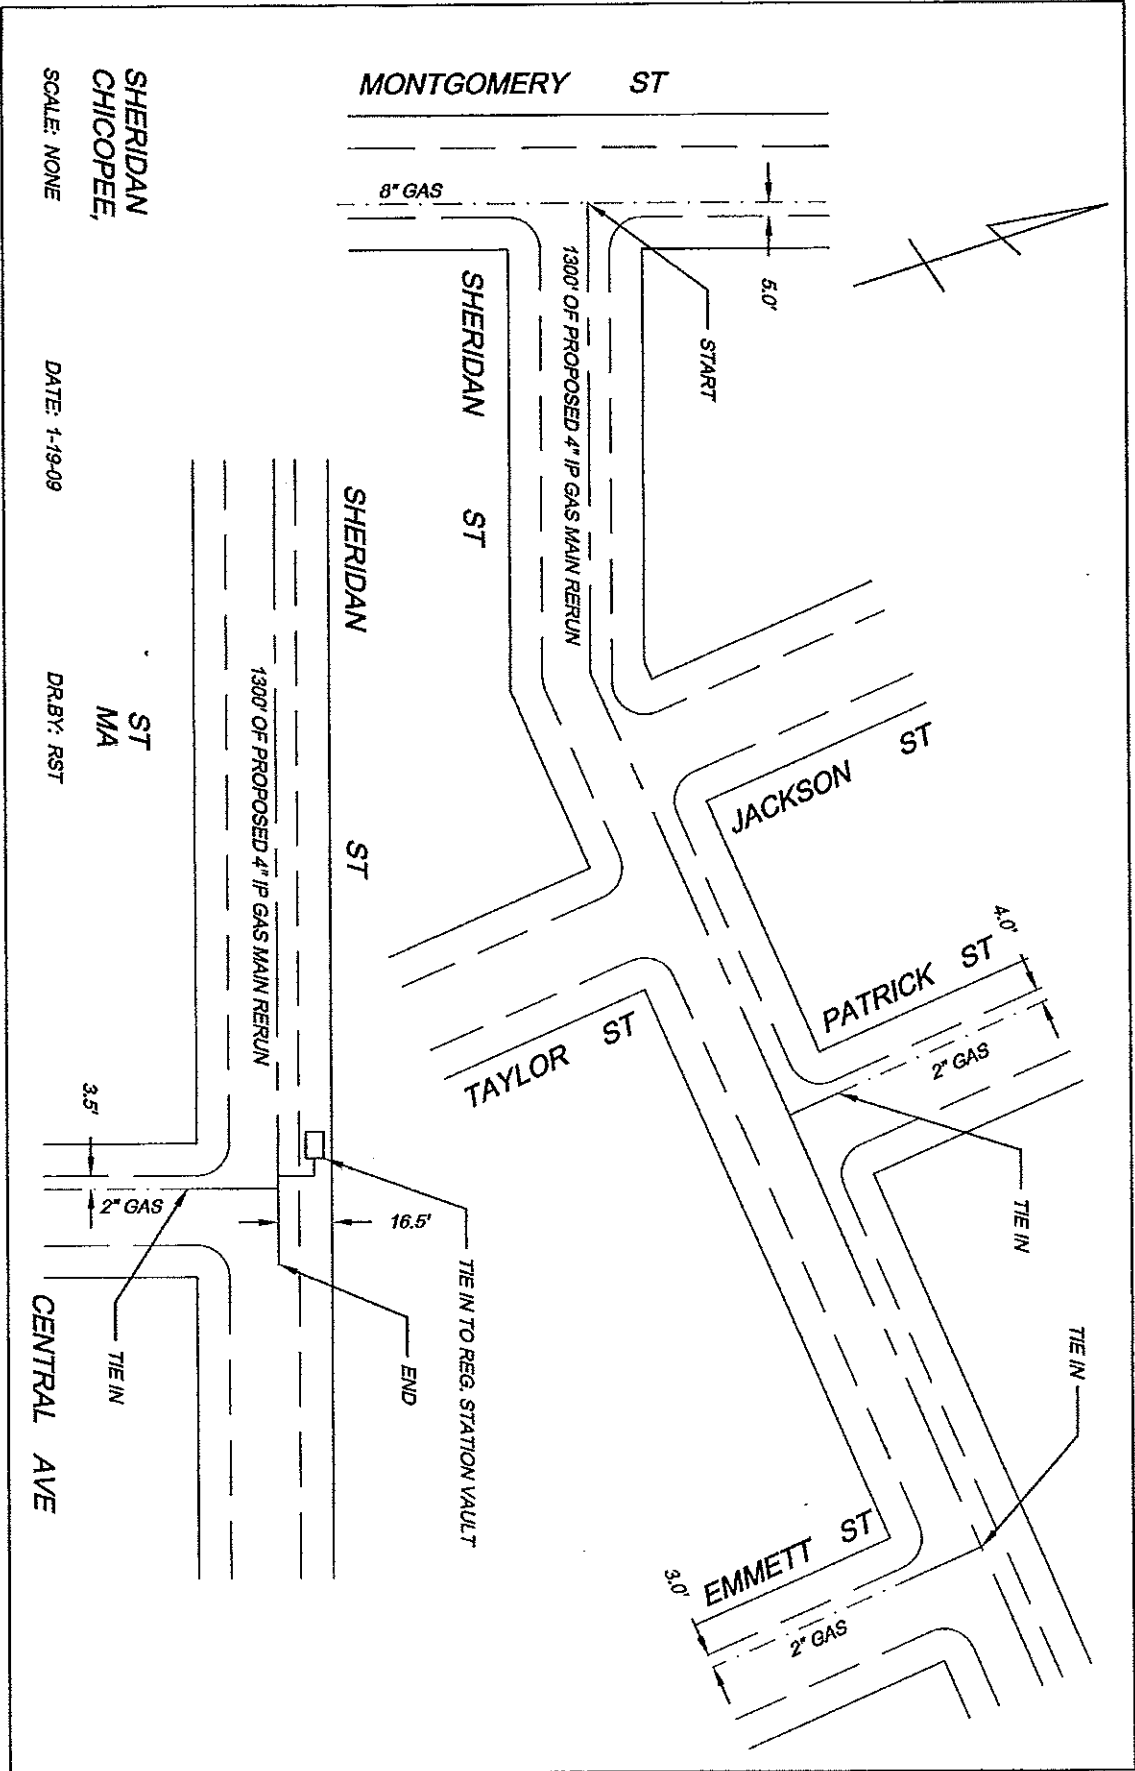 MONTGOMERY ST
8" GAS
5.0'
START
1300' OF PROPOSED 4" IP GAS MAIN RERUN
SHERIDAN ST
JACKSON ST
PATRICK ST
4.0'
2" GAS
TIE IN
TAYLOR ST
TIE IN
EMMETT ST
3.0'
2" GAS
SHERIDAN ST
1300' OF PROPOSED 4" IP GAS MAIN RERUN
16.5'
TIE IN TO REG. STATION VAULT
END
3.5'
2" GAS
TIE IN
CENTRAL AVE
SHERIDAN ST
CHICOPEE, MA
SCALE: NONE DATE: 1-19-09 DR.BY: RST